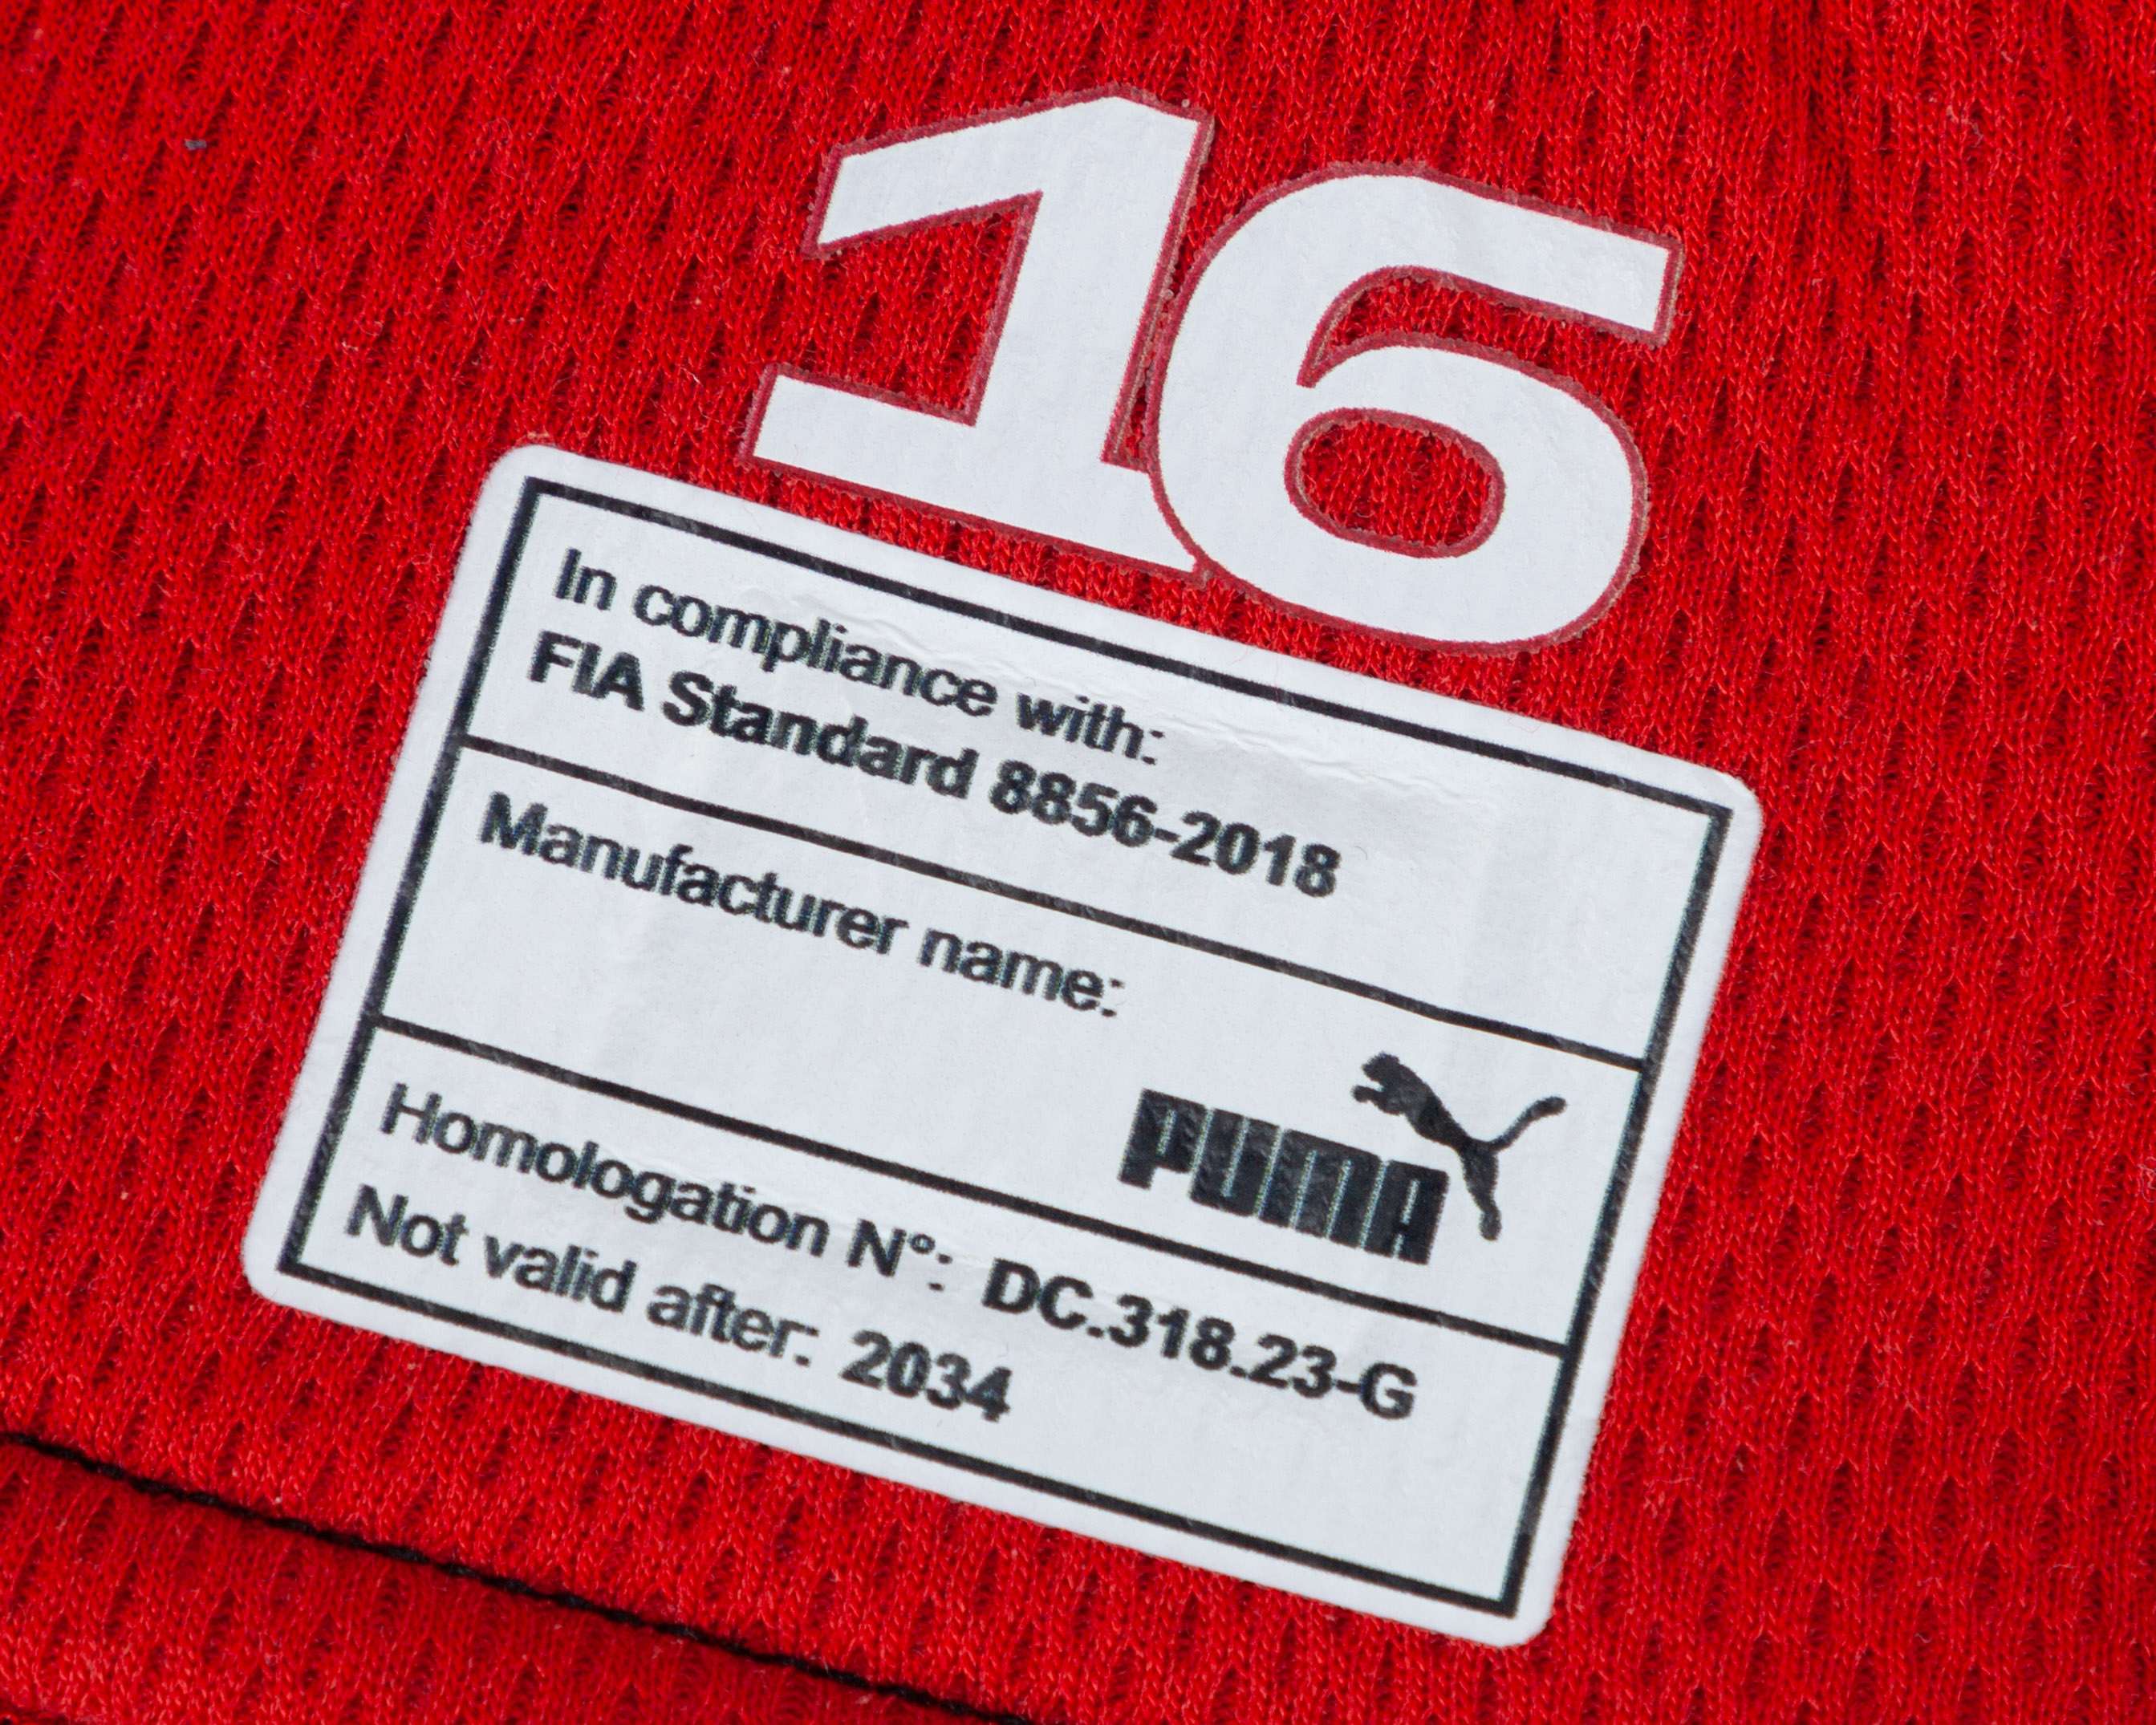 16
In compliance with:
FIA Standard 8856-2018
Manufacturer name:
PUMA
Homologation N°: DC.318.23-G
Not valid after: 2034